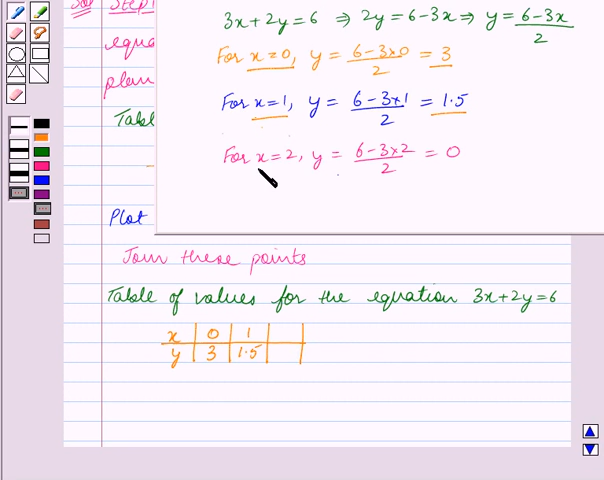 Sol Step 1
3x + 2y = 6 ⇒ 2y = 6 - 3x ⇒ y = (6 - 3x)/2
equa
For x = 0, y = (6 - 3×0)/2 = 3
plan
For x = 1, y = (6 - 3×1)/2 = 1.5
Tabl
For x = 2, y = (6 - 3×2)/2 = 0
Plot
Join these points
Table of values for the equation 3x + 2y = 6
x 0 1
y 3 1.5